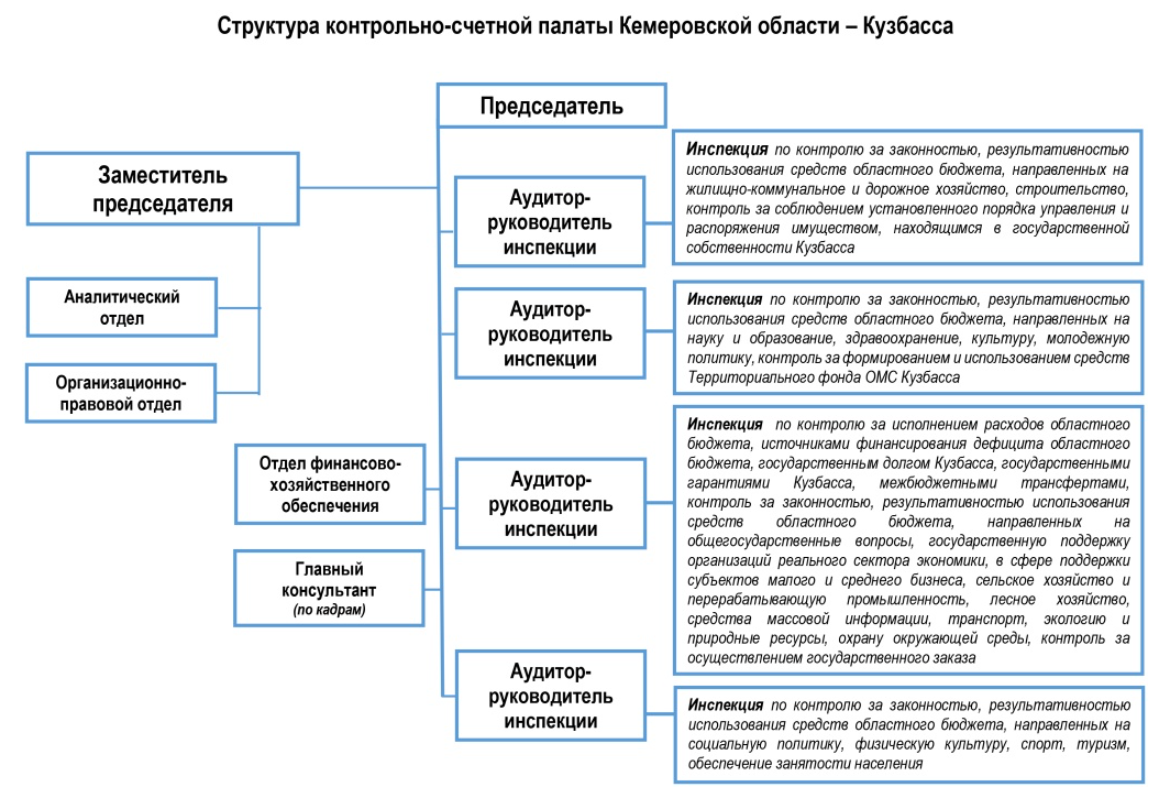 Структура контрольно-счетной палаты Кемеровской области – Кузбасса
Председатель
Заместитель
председателя
Аналитический
отдел
Организационно-
правовой отдел
Отдел финансово-
хозяйственного
обеспечения
Главный
консультант
(по кадрам)
Аудитор-
руководитель
инспекции
Инспекция по контролю за законностью, результативностью
использования средств областного бюджета, направленных на
жилищно-коммунальное и дорожное хозяйство, строительство,
контроль за соблюдением установленного порядка управления и
распоряжения имуществом, находящимся в государственной
собственности Кузбасса
Аудитор-
руководитель
инспекции
Инспекция по контролю за законностью, результативностью
использования средств областного бюджета, направленных на
науку и образование, здравоохранение, культуру, молодежную
политику, контроль за формированием и использованием средств
Территориального фонда ОМС Кузбасса
Аудитор-
руководитель
инспекции
Инспекция по контролю за исполнением расходов областного
бюджета, источниками финансирования дефицита областного
бюджета, государственным долгом Кузбасса, государственными
гарантиями Кузбасса, межбюджетными трансфертами,
контроль за законностью, результативностью использования
средств областного бюджета, направленных на
общегосударственные вопросы, государственную поддержку
организаций реального сектора экономики, в сфере поддержки
субъектов малого и среднего бизнеса, сельское хозяйство и
перерабатывающую промышленность, лесное хозяйство,
средства массовой информации, транспорт, экологию и
природные ресурсы, охрану окружающей среды, контроль за
осуществлением государственного заказа
Аудитор-
руководитель
инспекции
Инспекция по контролю за законностью, результативностью
использования средств областного бюджета, направленных на
социальную политику, физическую культуру, спорт, туризм,
обеспечение занятости населения